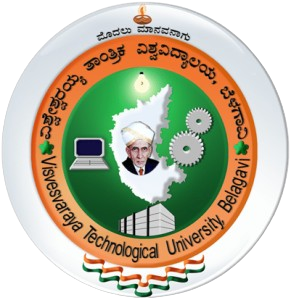 ಮೊದಲು ಮಾನವನಾಗು
ವಿಶ್ವೇಶ್ವರಯ್ಯ ತಾಂತ್ರಿಕ ವಿಶ್ವವಿದ್ಯಾಲಯ, ಬೆಳಗಾವಿ
Visvesvaraya Technological University, Belagavi